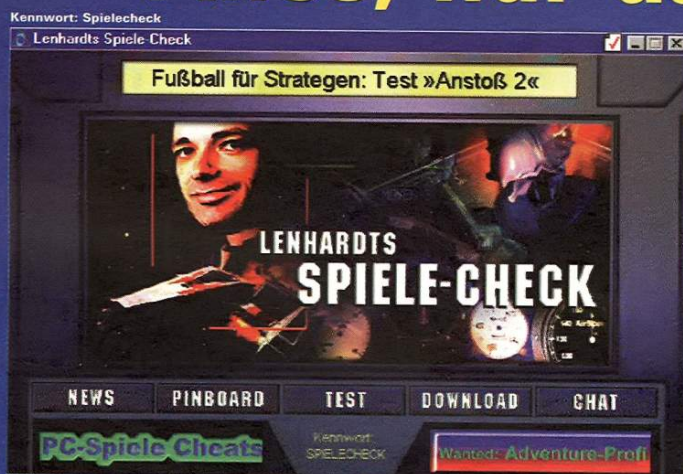 Kennwort: Spielecheck
Lenhardts Spiele-Check
Fußball für Strategen: Test »Anstoß 2«
LENHARDTS
SPIELE-CHECK
NEWS PINBOARD TEST DOWNLOAD CHAT
PC-Spiele Cheats
Kennwort:
SPIELECHECK
Wanted: Adventure-Profi